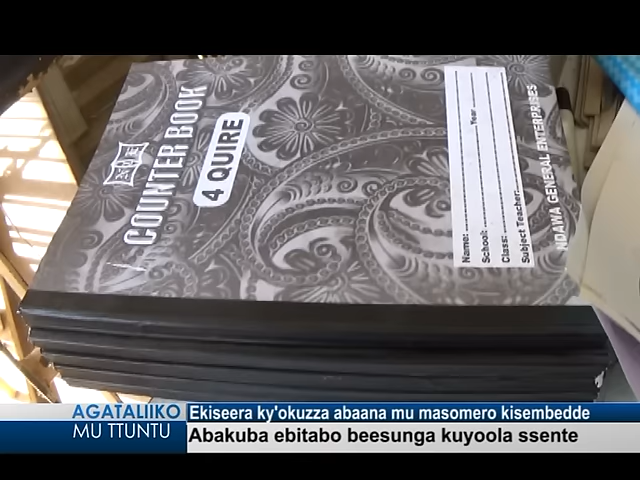 COUNTER BOOK
4 QUIRE
Name:
Year
School:
Class:
Subject Teacher:
NDAWA GENERAL ENTERPRISES
AGATALIIKO
MU TTUNTU
Ekiseera ky'okuzza abaana mu masomero kisembedde
Abakuba ebitabo beesunga kuyoola ssente